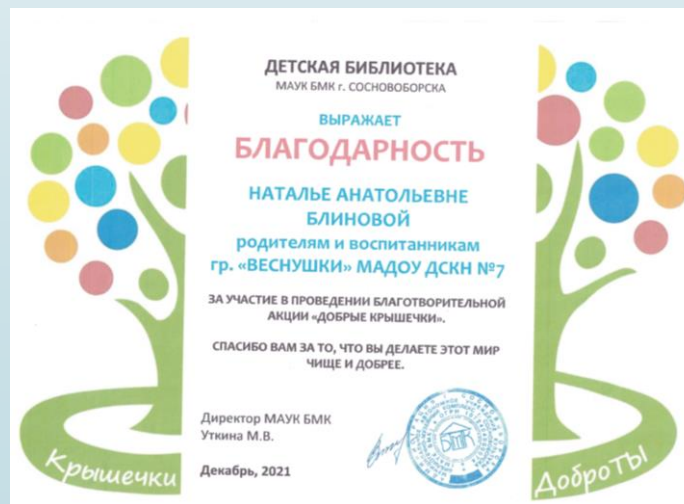 ДЕТСКАЯ БИБЛИОТЕКА
МАУК БМК г. СОСНОВОБОРСКА
ВЫРАЖАЕТ
БЛАГОДАРНОСТЬ
НАТАЛЬЕ АНАТОЛЬЕВНЕ
БЛИНОВОЙ
родителям и воспитанникам
гр. «ВЕСНУШКИ» МАДОУ ДСКН №7
ЗА УЧАСТИЕ В ПРОВЕДЕНИИ БЛАГОТВОРИТЕЛЬНОЙ
АКЦИИ «ДОБРЫЕ КРЫШЕЧКИ».
СПАСИБО ВАМ ЗА ТО, ЧТО ВЫ ДЕЛАЕТЕ ЭТОТ МИР
ЧИЩЕ И ДОБРЕЕ.
Директор МАУК БМК
Уткина М.В.
Декабрь, 2021
Крышечки
Доброты